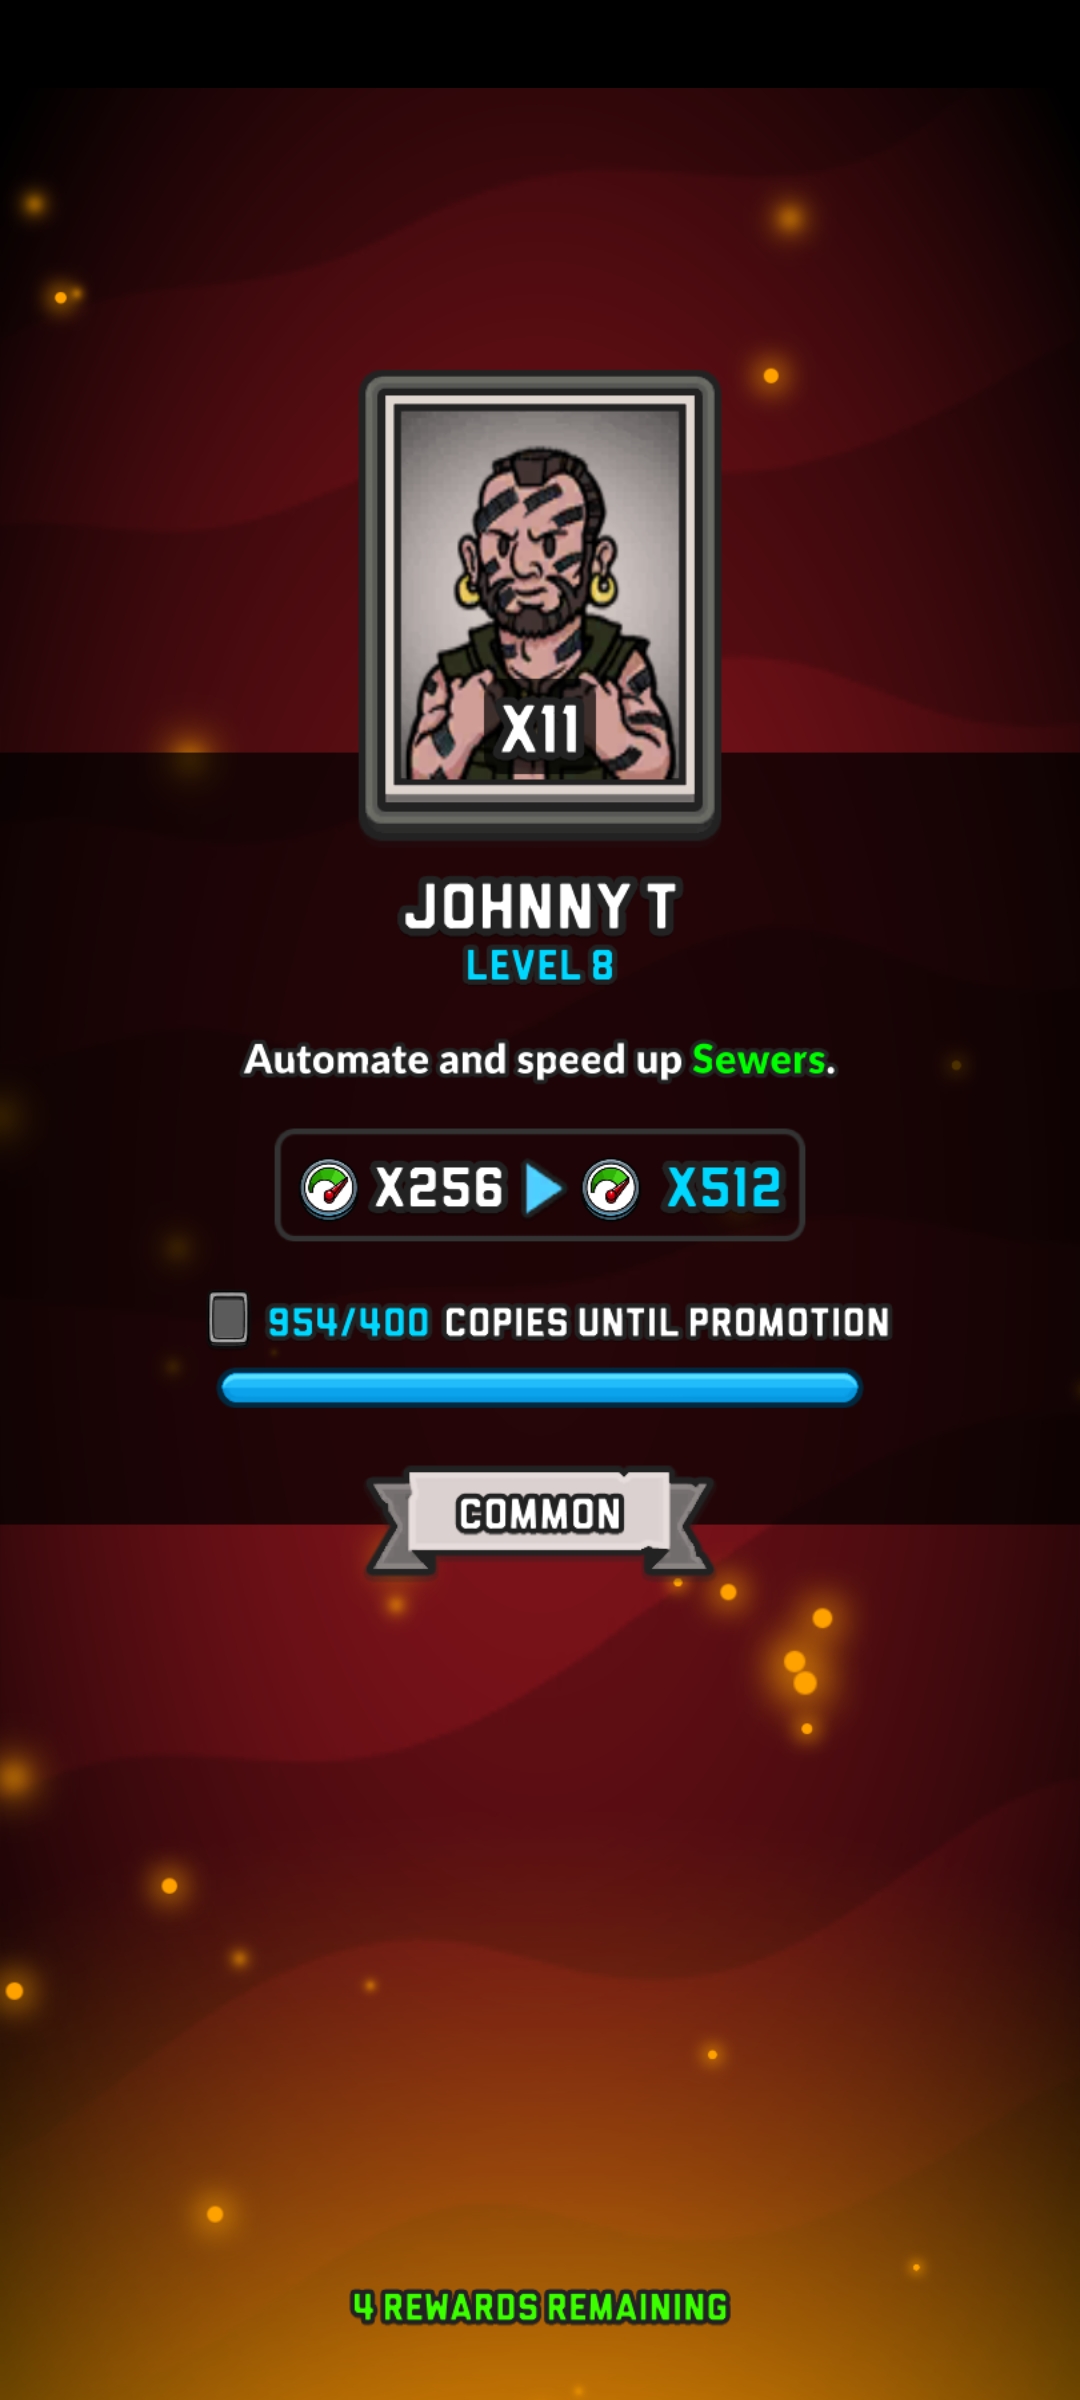 X11
JOHNNY T
LEVEL 8
Automate and speed up Sewers.
X256 X512
954/400 COPIES UNTIL PROMOTION
COMMON
4 REWARDS REMAINING